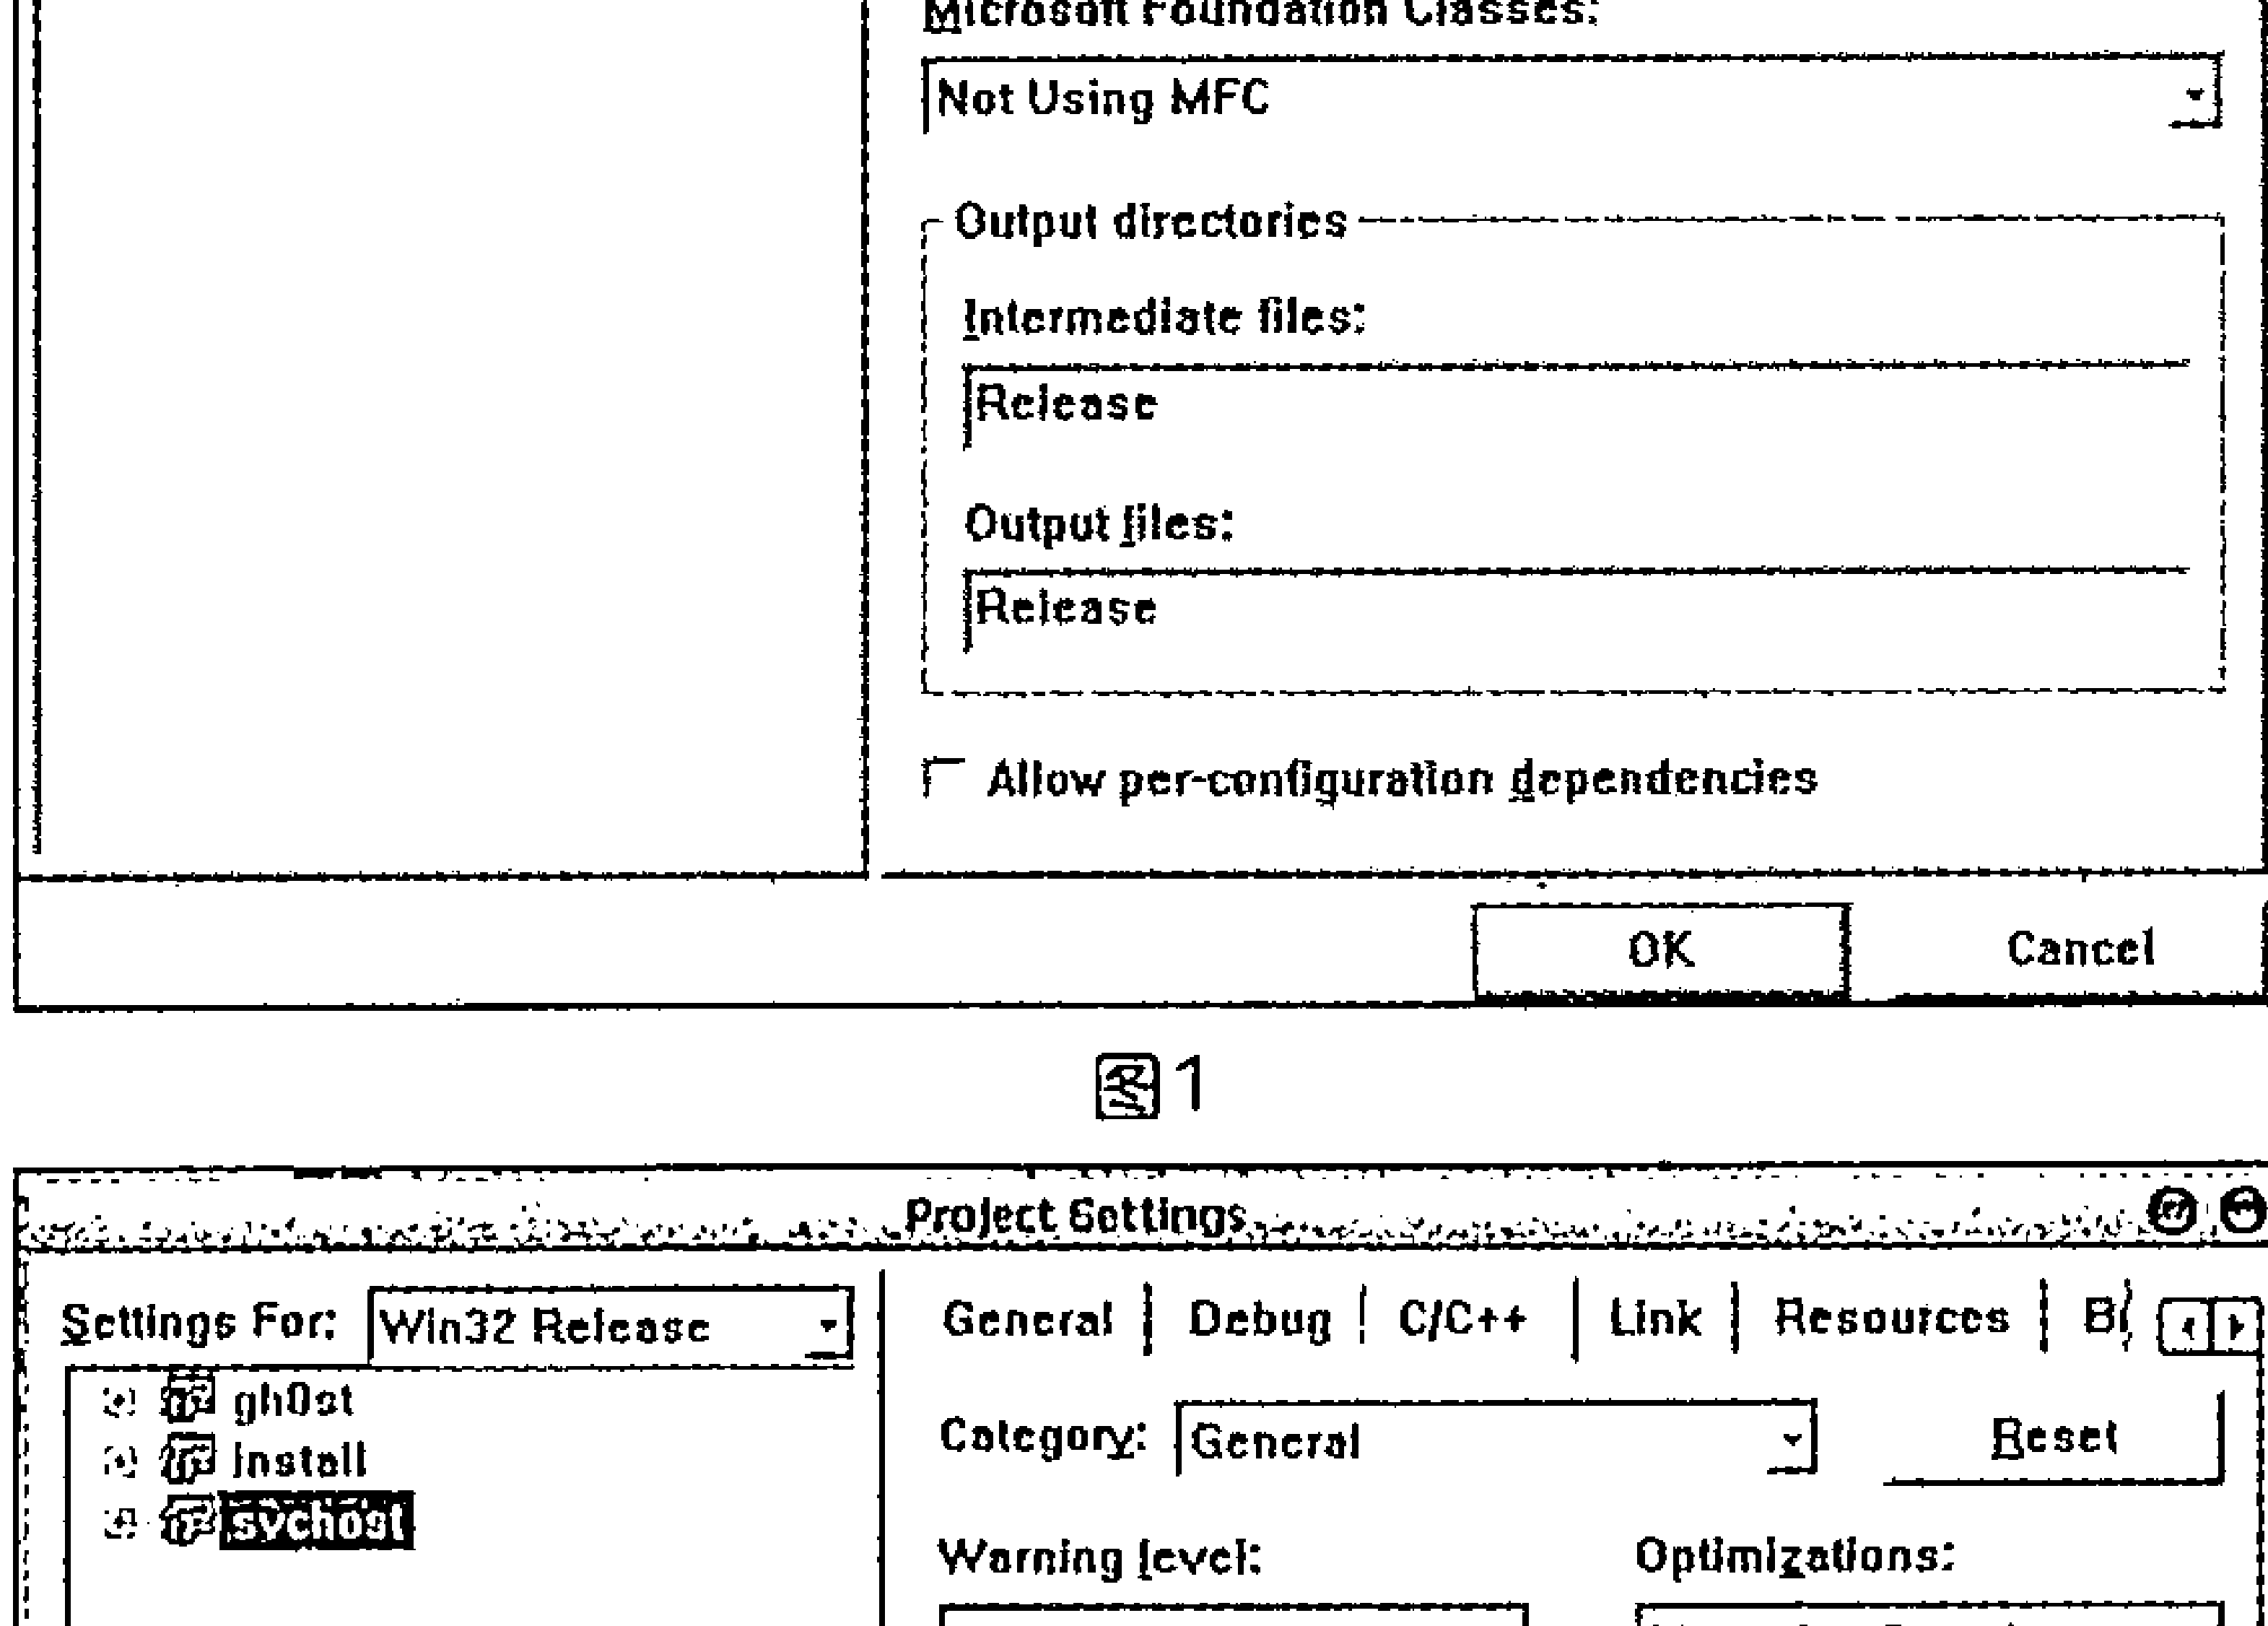 Microsoft Foundation Classes:
Not Using MFC
Output directories
Intermediate files:
Release
Output files:
Release
Allow per-configuration dependencies
OK Cancel
图1
Project Settings
Settings For: Win32 Release General Debug C/C++ Link Resources
gh0st
install
svchost
Category: General Reset
Warning level: Optimizations: